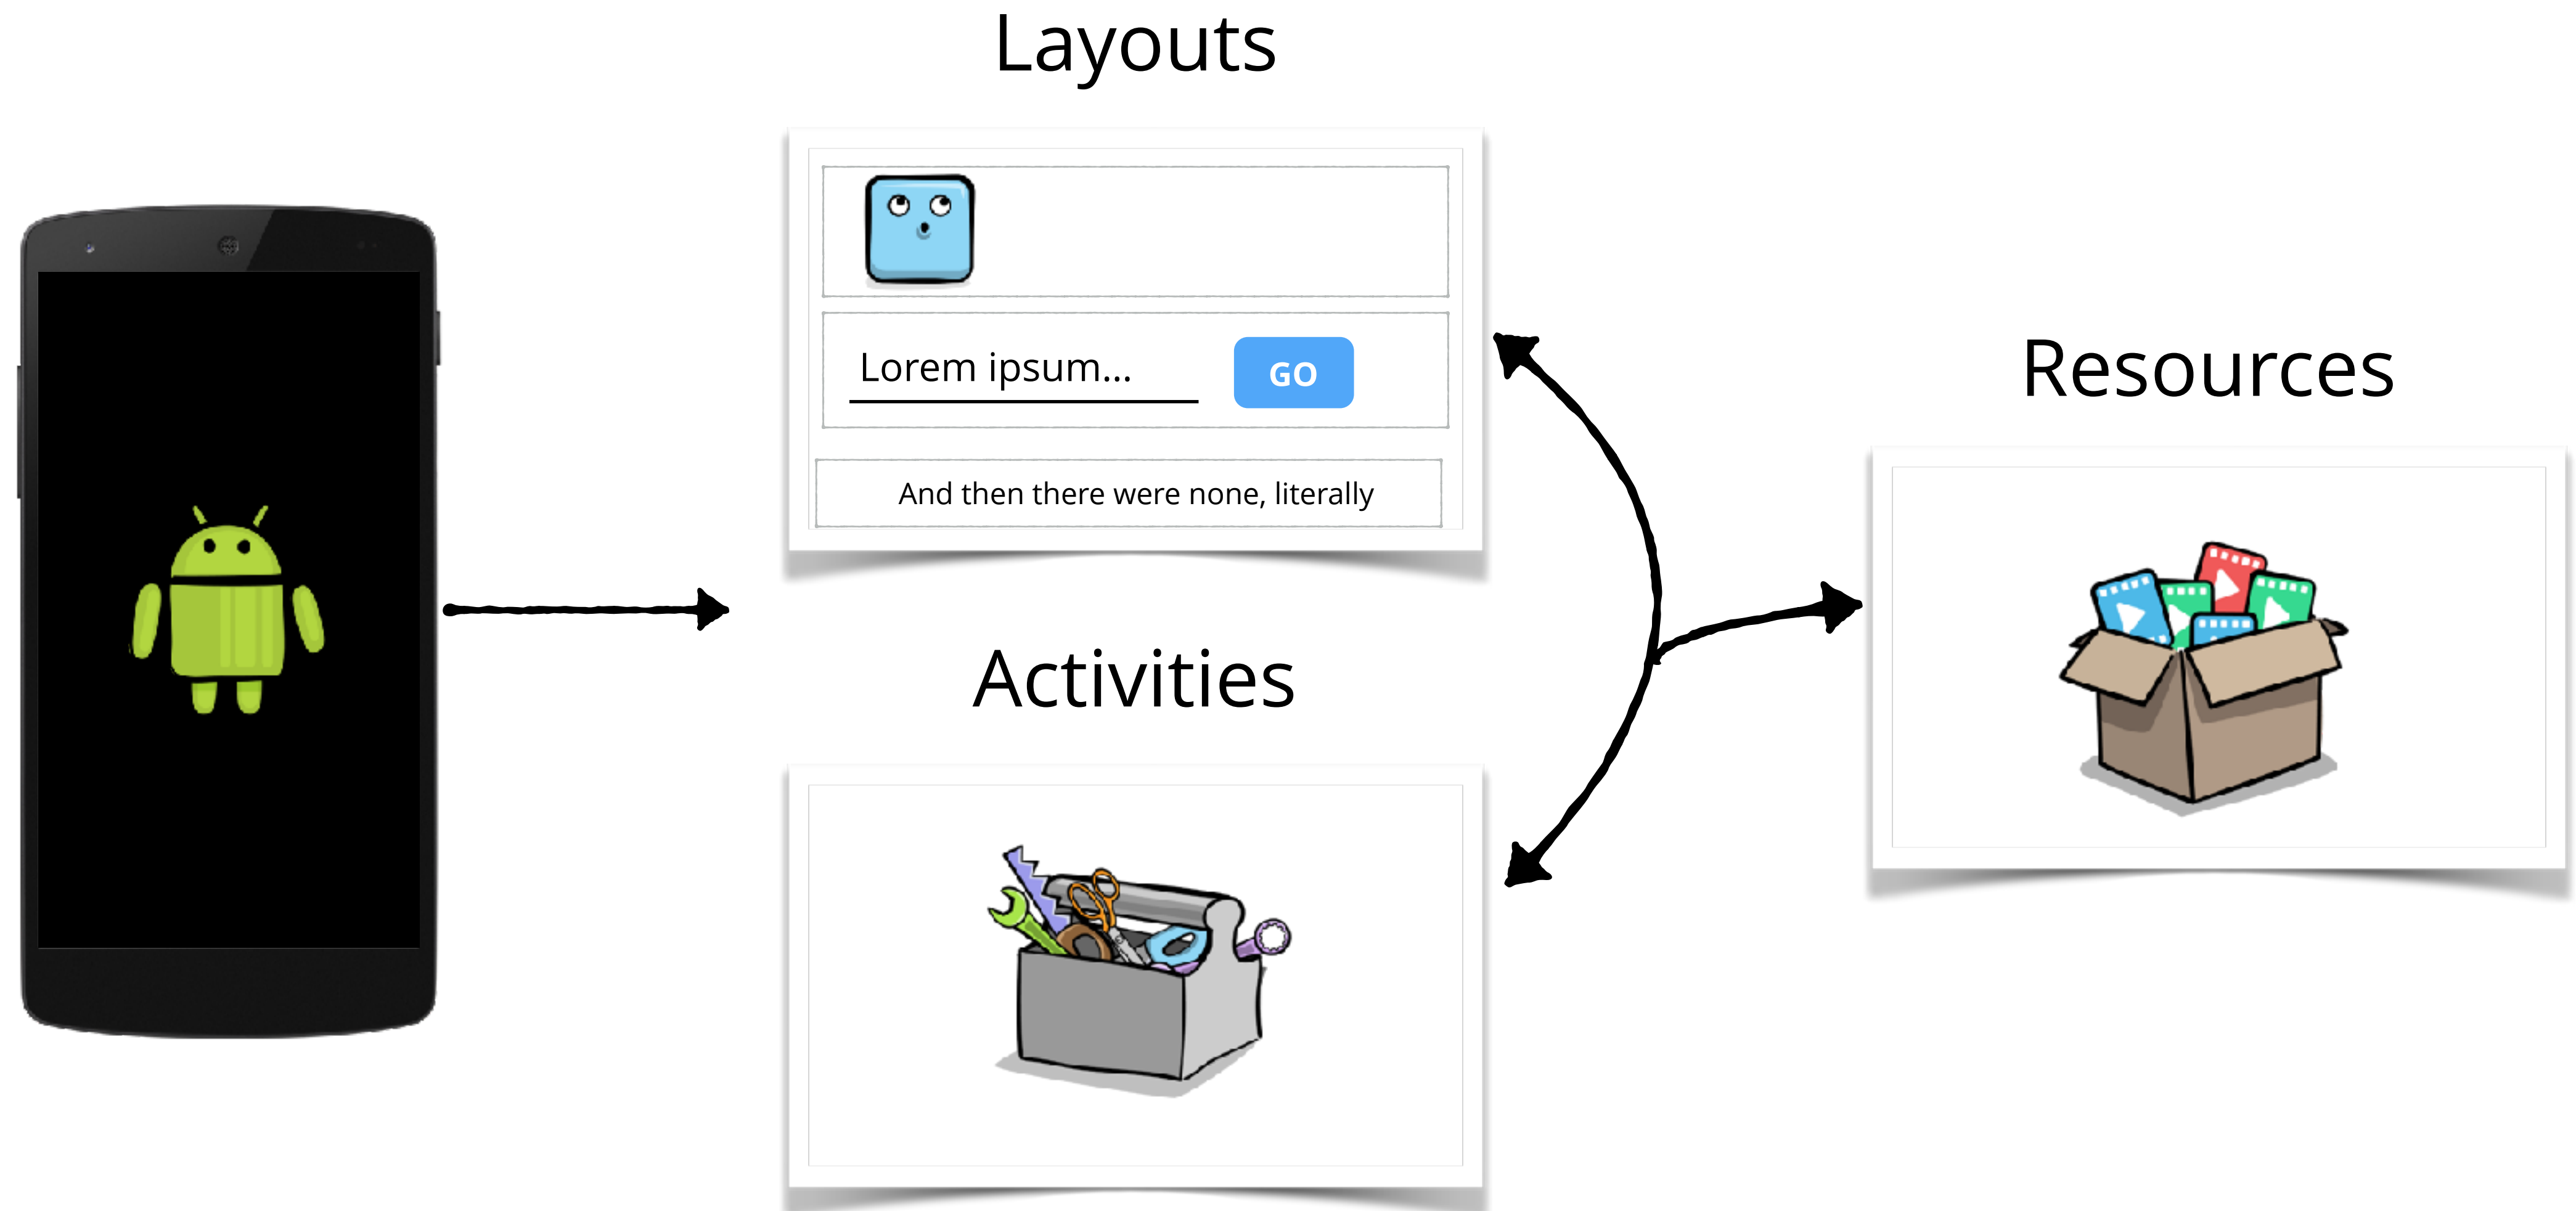 Layouts
Lorem ipsum...
GO
And then there were none, literally
Activities
Resources